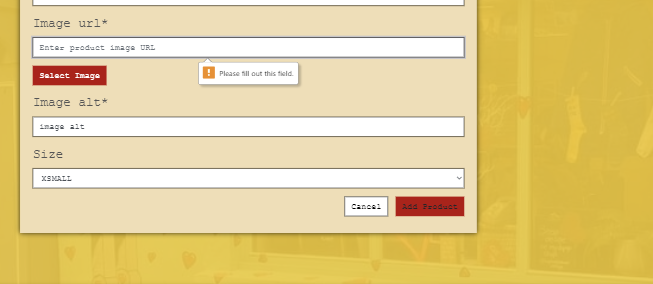 Image url*
Enter product image URL
Please fill out this field.
Select Image
Image alt*
image alt
Size
XSMALL
Cancel
Add Product